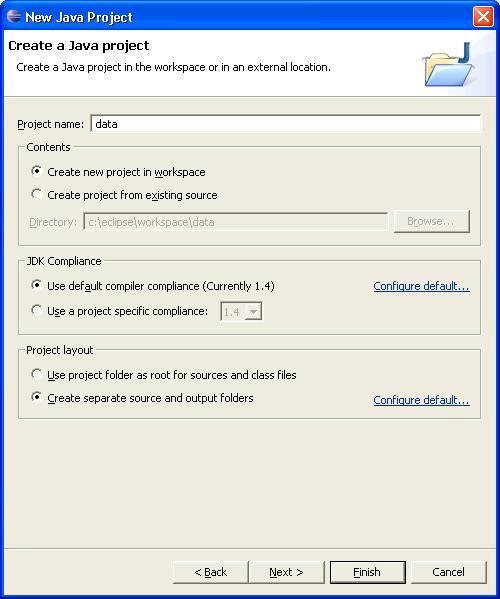 New Java Project
Create a Java project
Create a Java project in the workspace or in an external location.
Project name: data
Contents
Create new project in workspace
Create project from existing source
Directory: c:\eclipse\workspace\data Browse...
JDK Compliance
Use default compiler compliance (Currently 1.4) Configure default...
Use a project specific compliance: 1.4
Project layout
Use project folder as root for sources and class files
Create separate source and output folders Configure default...
< Back Next > Finish Cancel